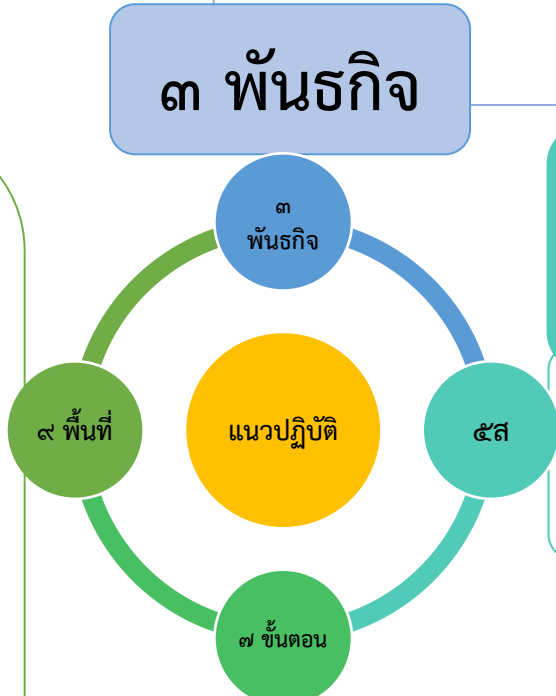 ๓ พันธกิจ
๓
พันธกิจ
๙ พื้นที่
แนวปฏิบัติ
๕ส
๗ ขั้นตอน